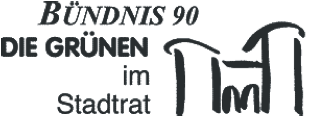 BÜNDNIS 90
DIE GRÜNEN
im
Stadtrat